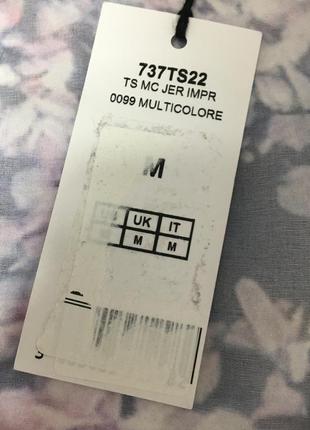 737TS22
TS MC JER IMPR
0099 MULTICOLORE
M
UK IT
M M